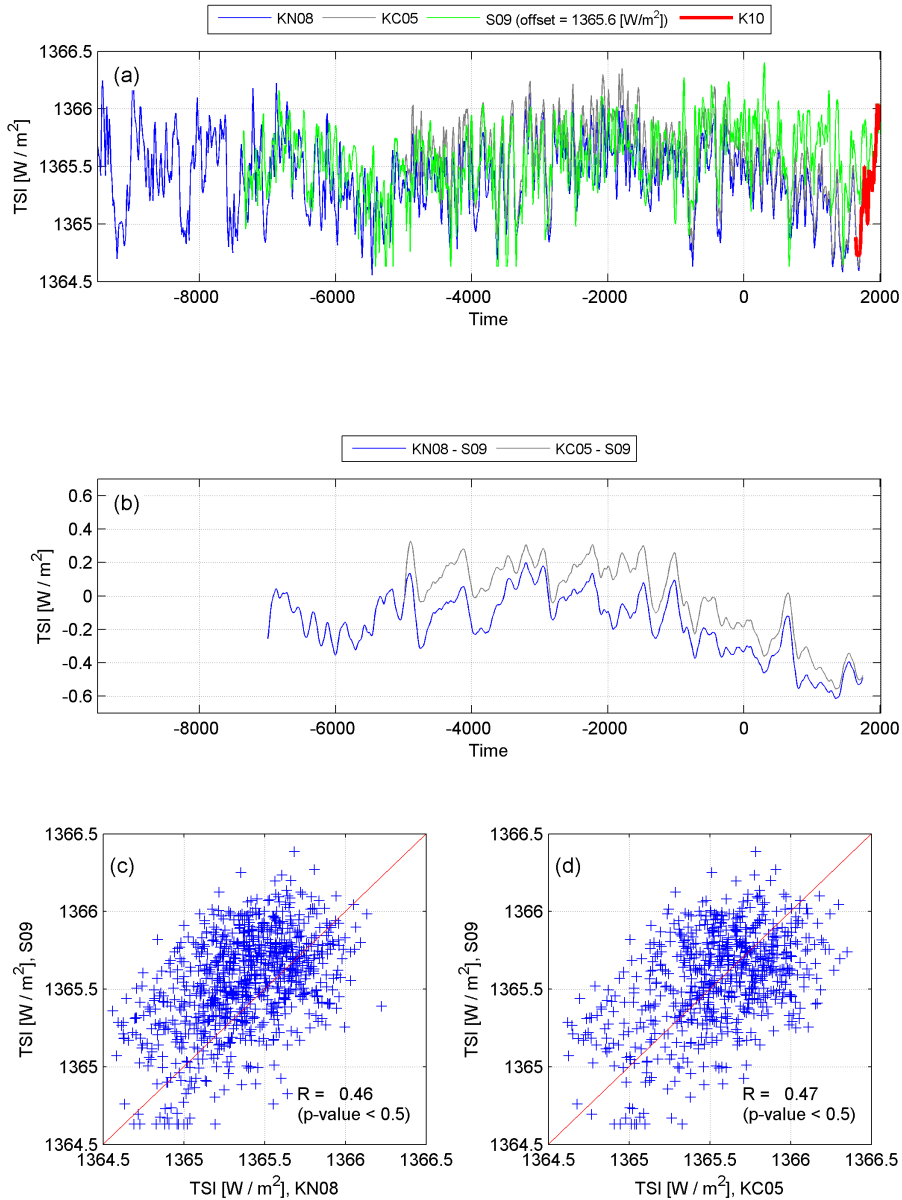 KN08 KC05 S09 (offset = 1365.6 [W/m²]) K10
1366.5
1366
1365.5
1365
1364.5
TSI [W / m²]
(a)
-8000 -6000 -4000 -2000 0 2000
Time
KN08 - S09 KC05 - S09
0.6
0.4
0.2
0
-0.2
-0.4
-0.6
TSI [W / m²]
(b)
-8000 -6000 -4000 -2000 0 2000
Time
1366.5
1366
1365.5
1365
1364.5
TSI [W / m²], S09
(c)
R = 0.46
(p-value < 0.5)
1364.5 1365 1365.5 1366 1366.5
TSI [W / m²], KN08
1366.5
1366
1365.5
1365
1364.5
TSI [W / m²], S09
(d)
R = 0.47
(p-value < 0.5)
1364.5 1365 1365.5 1366 1366.5
TSI [W / m²], KC05